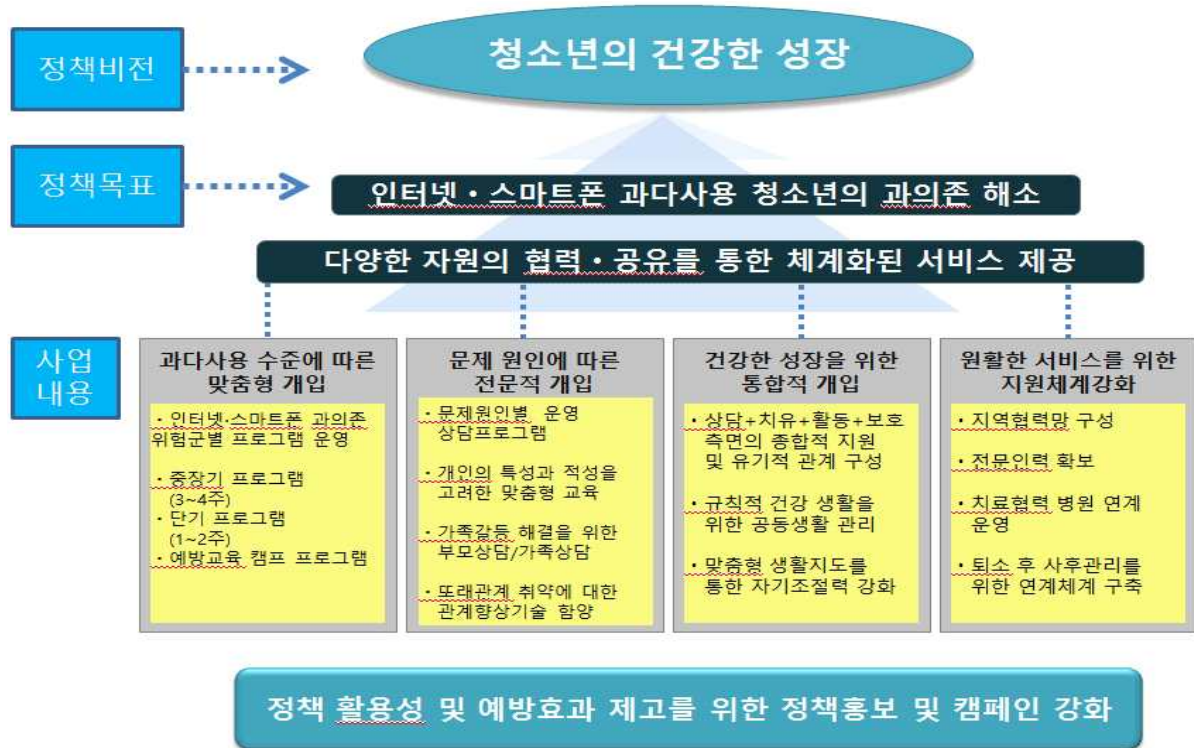 정책비전
청소년의 건강한 성장
정책목표
인터넷·스마트폰 과다사용 청소년의 과의존 해소
다양한 자원의 협력·공유를 통한 체계화된 서비스 제공
사업
내용
과다사용 수준에 따른
맞춤형 개입
·인터넷·스마트폰 과의존
위험군별 프로그램 운영
·중장기 프로그램
(3~4주)
·단기 프로그램
(1~2주)
·예방교육 캠프 프로그램
문제 원인에 따른
전문적 개입
·문제원인별 운영
상담프로그램
·개인의 특성과 적성을
고려한 맞춤형 교육
·가족갈등 해결을 위한
부모상담/가족상담
·또래관계 취약에 대한
관계향상기술 함양
건강한 성장을 위한
통합적 개입
·상담+치유+활동+보호
측면의 종합적 지원
및 유기적 관계 구성
·규칙적 건강 생활을
위한 공동생활 관리
·맞춤형 생활지도를
통한 자기조절력 강화
원활한 서비스를 위한
지원체계강화
·지역협력망 구성
·전문인력 확보
·치료협력 병원 연계
운영
·퇴소 후 사후관리를
위한 연계체계 구축
정책 활용성 및 예방효과 제고를 위한 정책홍보 및 캠페인 강화